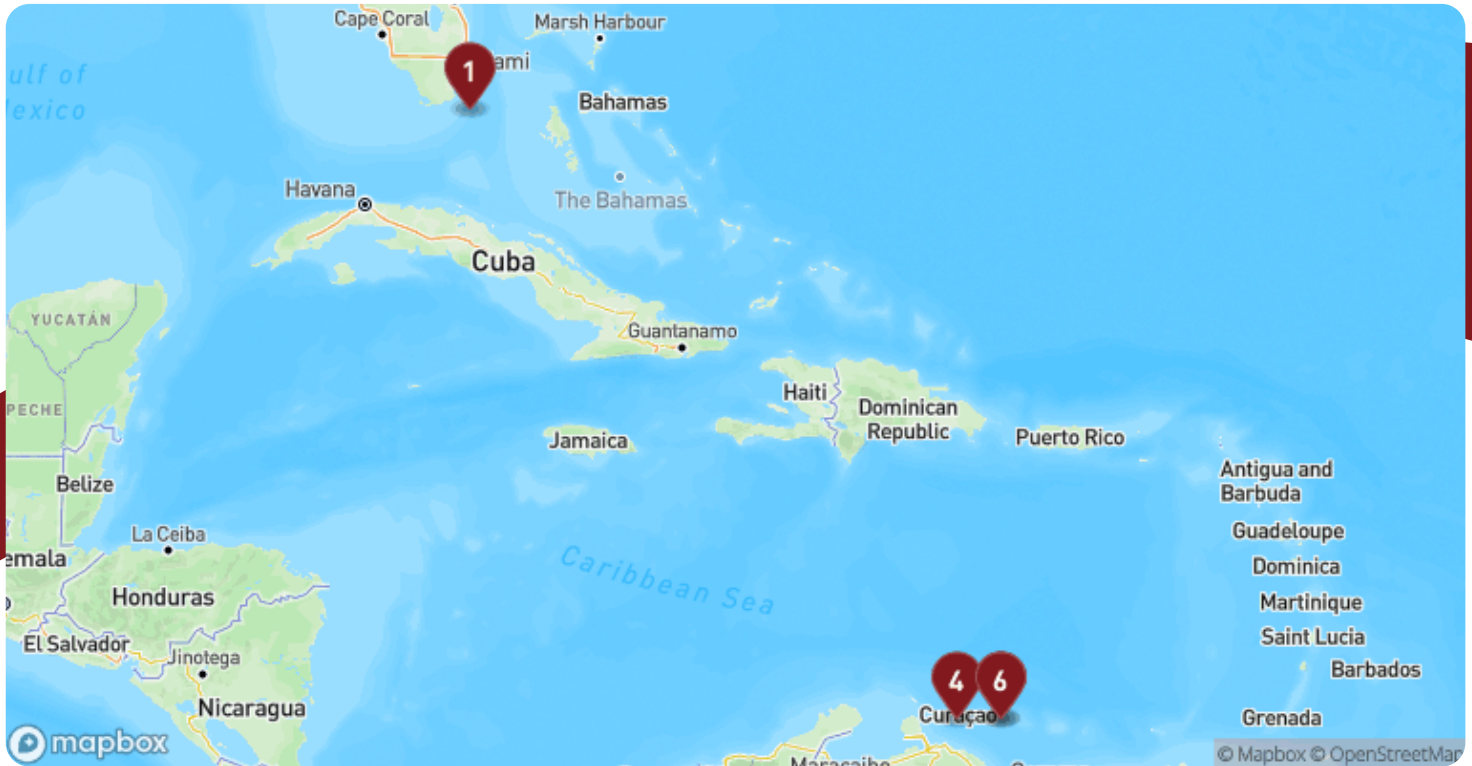 Cape Coral
Marsh Harbour
ulf of
exico
1
ami
Bahamas
Havana
The Bahamas
Cuba
YUCATÁN
Guantanamo
Haiti
Dominican
Republic
PECHE
Jamaica
Puerto Rico
Belize
Antigua and
Barbuda
La Ceiba
Guadeloupe
emala
Caribbean Sea
Dominica
Honduras
Martinique
El Salvador
Saint Lucia
Jinotega
Barbados
4
6
Nicaragua
Curaçao
Grenada
mapbox
Maracaibo
© Mapbox © OpenStreetMap